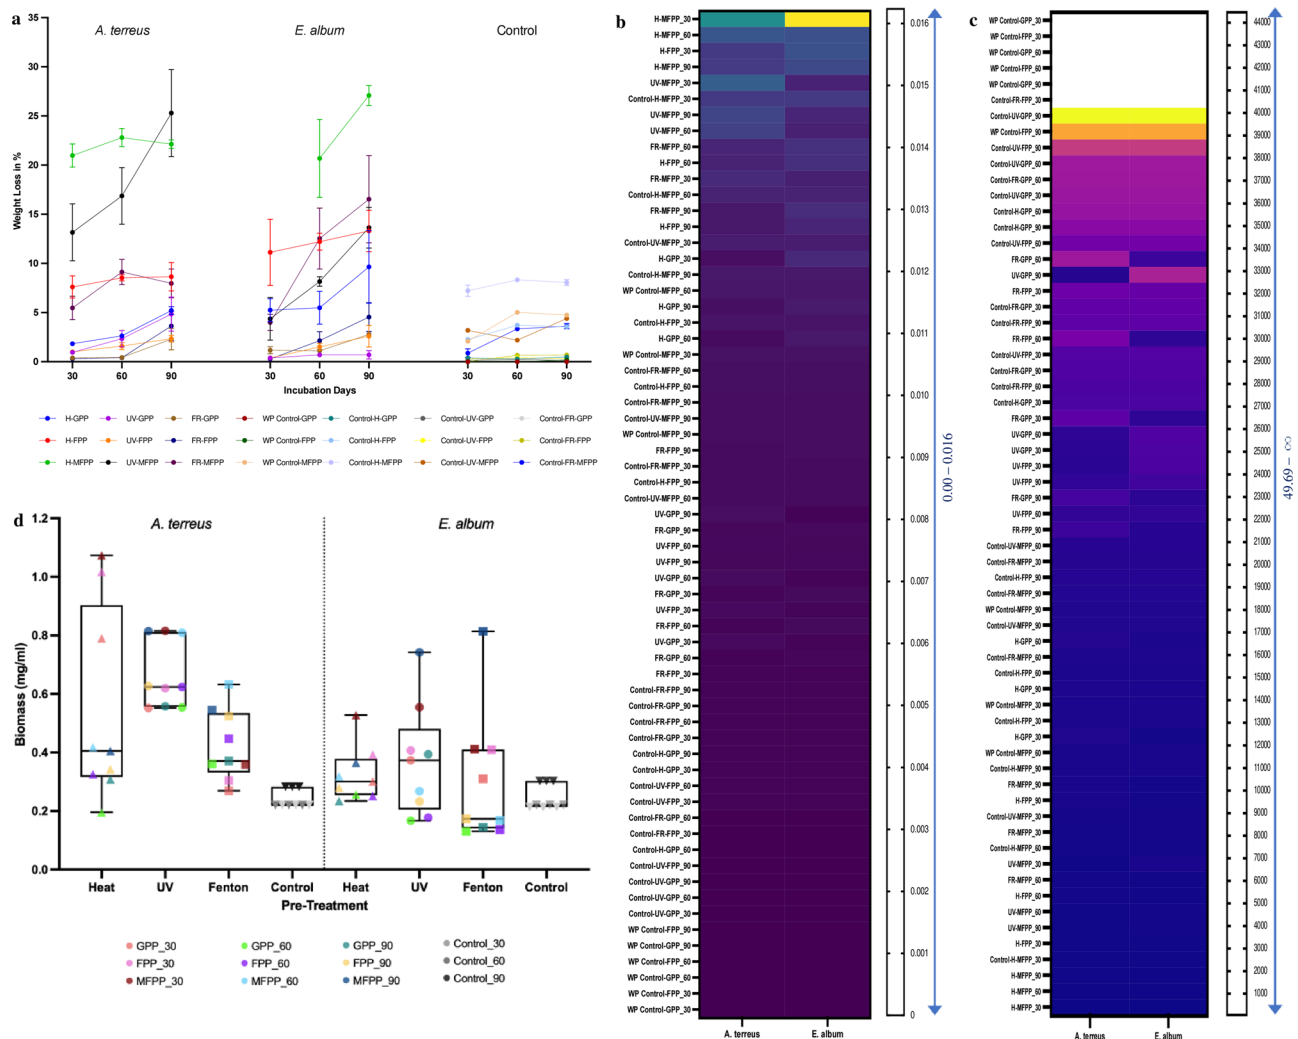 a
A. terreus
E. album
Control
Weight Loss in %
35
30
25
20
15
10
5
0
30 60 90 30 60 90 30 60 90
Incubation Days
H-GPP UV-GPP FR-GPP WP Control-GPP Control-H-GPP Control-UV-GPP Control-FR-GPP
H-FPP UV-FPP FR-FPP WP Control-FPP Control-H-FPP Control-UV-FPP Control-FR-FPP
H-MFPP UV-MFPP FR-MFPP WP Control-MFPP Control-H-MFPP Control-UV-MFPP Control-FR-MFPP
b
H-MFPP_30
H-MFPP_60
H-FPP_30
H-MFPP_90
UV-MFPP_30
Control-H-MFPP_30
UV-MFPP_90
UV-MFPP_60
FR-MFPP_60
H-FPP_60
FR-MFPP_30
Control-H-MFPP_60
FR-MFPP_90
H-FPP_90
Control-UV-MFPP_30
H-GPP_30
Control-H-MFPP_90
WP Control-MFPP_60
H-GPP_90
Control-H-FPP_30
H-GPP_60
WP Control-MFPP_30
Control-FR-MFPP_60
Control-H-FPP_60
Control-FR-MFPP_90
Control-UV-MFPP_90
WP Control-MFPP_90
FR-FPP_90
Control-FR-MFPP_30
Control-H-FPP_90
Control-UV-MFPP_60
UV-GPP_90
FR-GPP_90
UV-FPP_60
UV-FPP_90
UV-GPP_60
FR-GPP_30
UV-FPP_30
FR-FPP_60
UV-GPP_30
FR-GPP_60
FR-FPP_30
Control-FR-FPP_90
Control-FR-GPP_90
Control-FR-FPP_60
Control-FR-GPP_30
Control-H-GPP_90
Control-H-GPP_30
Control-UV-FPP_60
Control-UV-FPP_30
Control-FR-GPP_60
Control-FR-FPP_30
Control-H-GPP_60
Control-UV-FPP_90
Control-UV-GPP_90
Control-UV-GPP_60
Control-UV-GPP_30
WP Control-FPP_90
WP Control-GPP_90
WP Control-FPP_60
WP Control-GPP_60
WP Control-FPP_30
WP Control-GPP_30
A. terreus
E. album
0.016
0.015
0.014
0.013
0.012
0.011
0.010
0.009
0.008
0.007
0.006
0.005
0.004
0.003
0.002
0.001
0
0.00 – 0.016
c
WP Control-GPP_30
WP Control-FPP_30
WP Control-GPP_60
WP Control-FPP_60
WP Control-GPP_90
Control-FR-FPP_30
Control-UV-GPP_90
WP Control-FPP_90
Control-UV-FPP_90
Control-UV-GPP_60
Control-FR-GPP_60
Control-UV-GPP_30
Control-H-GPP_60
Control-H-GPP_90
Control-UV-FPP_60
FR-GPP_60
UV-GPP_90
FR-FPP_30
Control-FR-GPP_30
Control-FR-FPP_90
FR-FPP_60
Control-UV-FPP_30
Control-FR-GPP_90
Control-FR-FPP_60
Control-H-GPP_30
FR-GPP_30
UV-GPP_60
UV-GPP_30
UV-FPP_30
UV-FPP_90
FR-GPP_90
UV-FPP_60
FR-FPP_90
Control-UV-MFPP_60
Control-FR-MFPP_30
Control-H-FPP_90
Control-FR-MFPP_90
WP Control-MFPP_90
Control-UV-MFPP_90
H-GPP_60
Control-FR-MFPP_60
Control-H-FPP_60
H-GPP_90
WP Control-MFPP_30
Control-H-FPP_30
H-GPP_30
WP Control-MFPP_60
Control-H-MFPP_90
FR-MFPP_90
H-FPP_90
Control-UV-MFPP_30
FR-MFPP_30
Control-H-MFPP_60
UV-MFPP_30
FR-MFPP_60
H-FPP_60
UV-MFPP_60
UV-MFPP_90
H-FPP_30
Control-H-MFPP_30
H-MFPP_90
H-MFPP_60
H-MFPP_30
A. terreus
E. album
44000
43000
42000
41000
40000
39000
38000
37000
36000
35000
34000
33000
32000
31000
30000
29000
28000
27000
26000
25000
24000
23000
22000
21000
20000
19000
18000
17000
16000
15000
14000
13000
12000
11000
10000
9000
8000
7000
6000
5000
4000
3000
2000
1000
49.69 – ∞
d
A. terreus
E. album
Biomass (mg/ml)
1.2
1.0
0.8
0.6
0.4
0.2
0.0
Heat UV Fenton Control Heat UV Fenton Control
Pre-Treatment
GPP_30 GPP_60 GPP_90 Control_30
FPP_30 FPP_60 FPP_90 Control_60
MFPP_30 MFPP_60 MFPP_90 Control_90